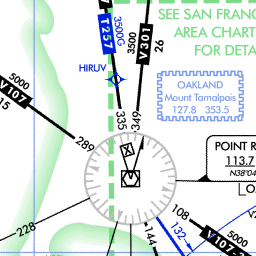 SEE SAN FRANC
AREA CHART
FOR DETA
T257
3500G
3500
V301
26
HIRUV
OAKLAND
Mount Tamalpais
127.8 353.5
5000
V107
15
335
349
289
POINT R
113.7
N38°04
228
108
132
144
5000
V107